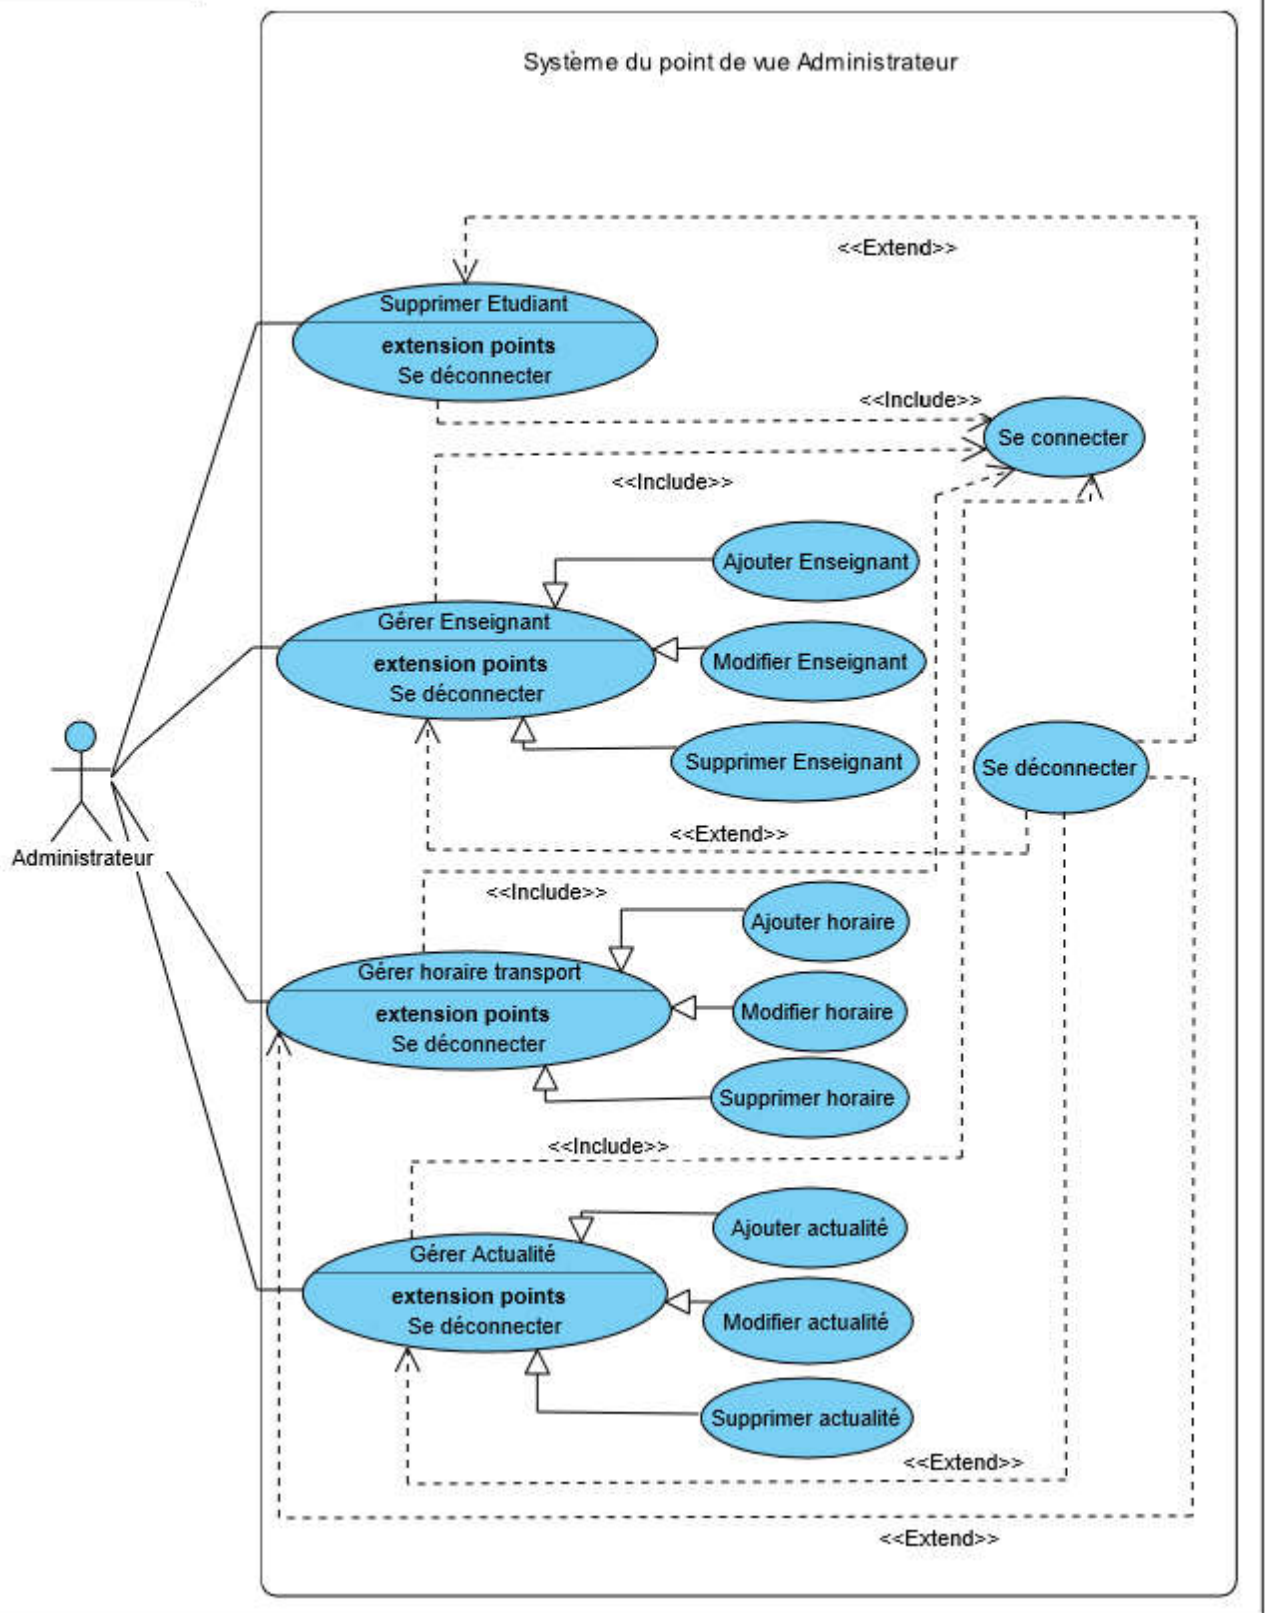 Système du point de vue Administrateur
<<Extend>>
Supprimer Etudiant
extension points
Se déconnecter
<<Include>>
Se connecter
<<Include>>
Ajouter Enseignant
Gérer Enseignant
extension points
Se déconnecter
Modifier Enseignant
Supprimer Enseignant
Se déconnecter
<<Extend>>
Administrateur
<<Include>>
Ajouter horaire
Gérer horaire transport
extension points
Se déconnecter
Modifier horaire
Supprimer horaire
<<Include>>
Ajouter actualité
Gérer Actualité
extension points
Se déconnecter
Modifier actualité
Supprimer actualité
<<Extend>>
<<Extend>>